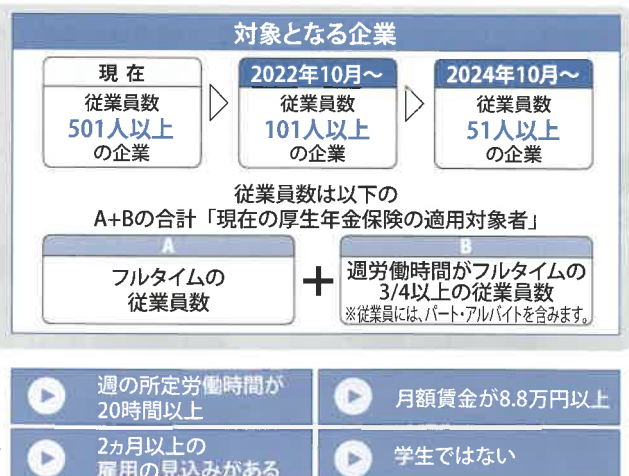 対象となる企業
現在
従業員数
501人以上
の企業
2022年10月～
従業員数
101人以上
の企業
2024年10月～
従業員数
51人以上
の企業
従業員数は以下の
A+Bの合計「現在の厚生年金保険の適用対象者」
A
フルタイムの
従業員数
+
B
週労働時間がフルタイムの
3/4以上の従業員数
※従業員には、パート・アルバイトを含みます。
週の所定労働時間が
20時間以上
月額賃金が8.8万円以上
2ヵ月以上の
雇用の見込みがある
学生ではない